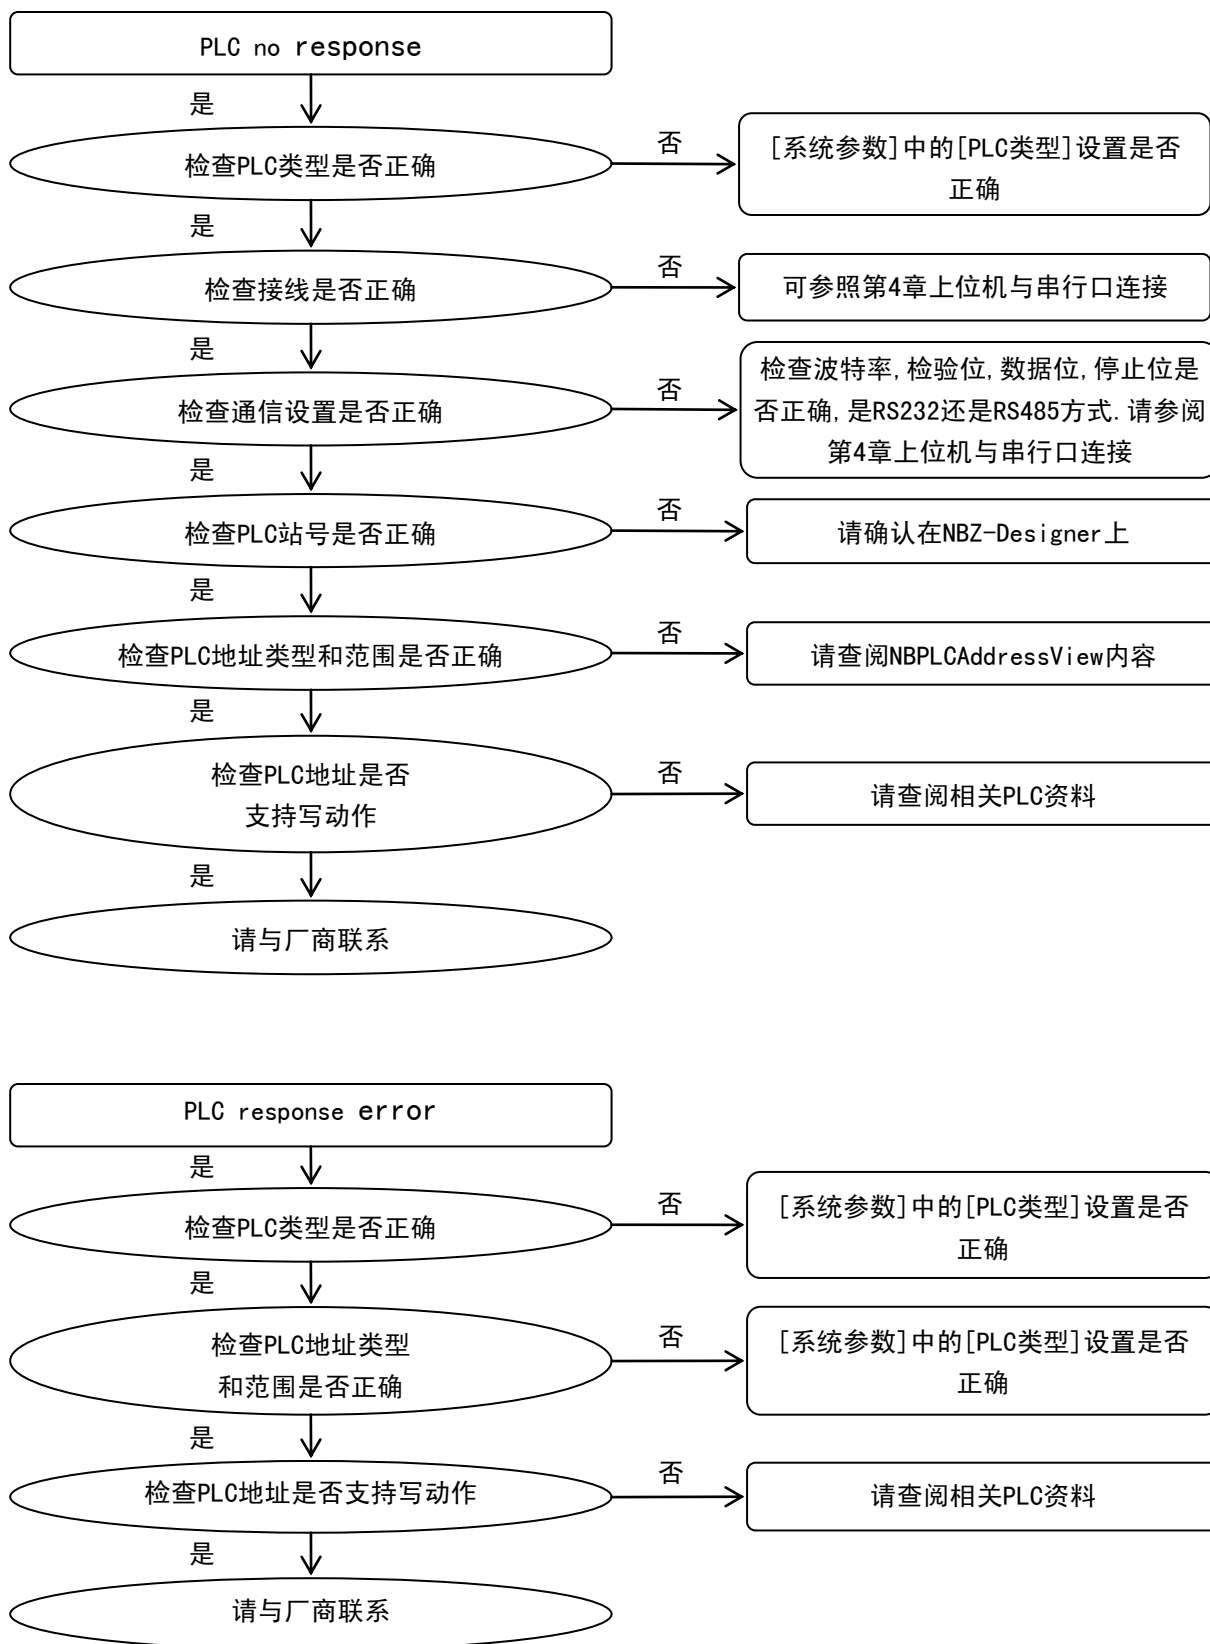 PLC no response
是
检查PLC类型是否正确
否
[系统参数]中的[PLC类型]设置是否
正确
是
检查接线是否正确
否
可参照第4章上位机与串行口连接
是
检查通信设置是否正确
否
检查波特率,检验位,数据位,停止位是
否正确,是RS232还是RS485方式.请参阅
第4章上位机与串行口连接
是
检查PLC站号是否正确
否
请确认在NBZ-Designer上
是
检查PLC地址类型和范围是否正确
否
请查阅NBPLCAddressView内容
是
检查PLC地址是否
支持写动作
否
请查阅相关PLC资料
是
请与厂商联系
PLC response error
是
检查PLC类型是否正确
否
[系统参数]中的[PLC类型]设置是否
正确
是
检查PLC地址类型
和范围是否正确
否
[系统参数]中的[PLC类型]设置是否
正确
是
检查PLC地址是否支持写动作
否
请查阅相关PLC资料
是
请与厂商联系